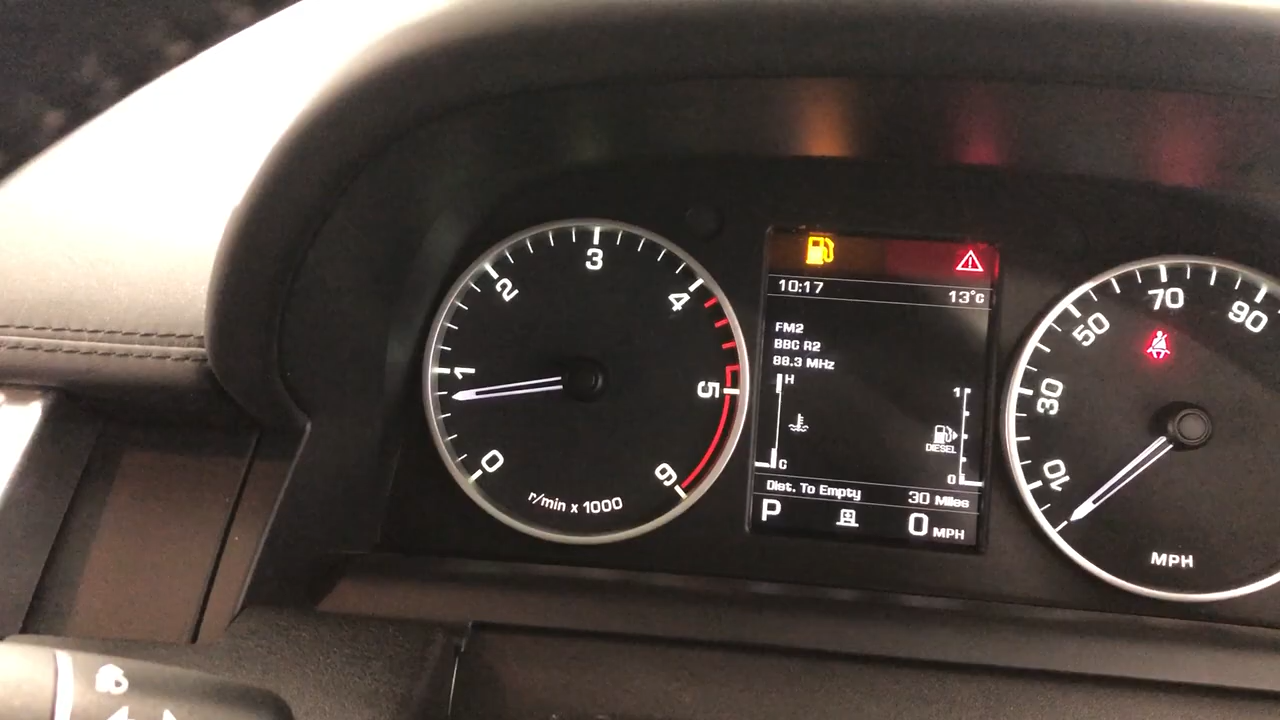 0
1
2
3
4
5
6
r/min x 1000
10:17
13°c
FM2
BBC R2
88.3 MHz
H
C
1
DIESEL
0
Dist. To Empty 30 Miles
P 0 MPH
10
30
50
70
90
MPH